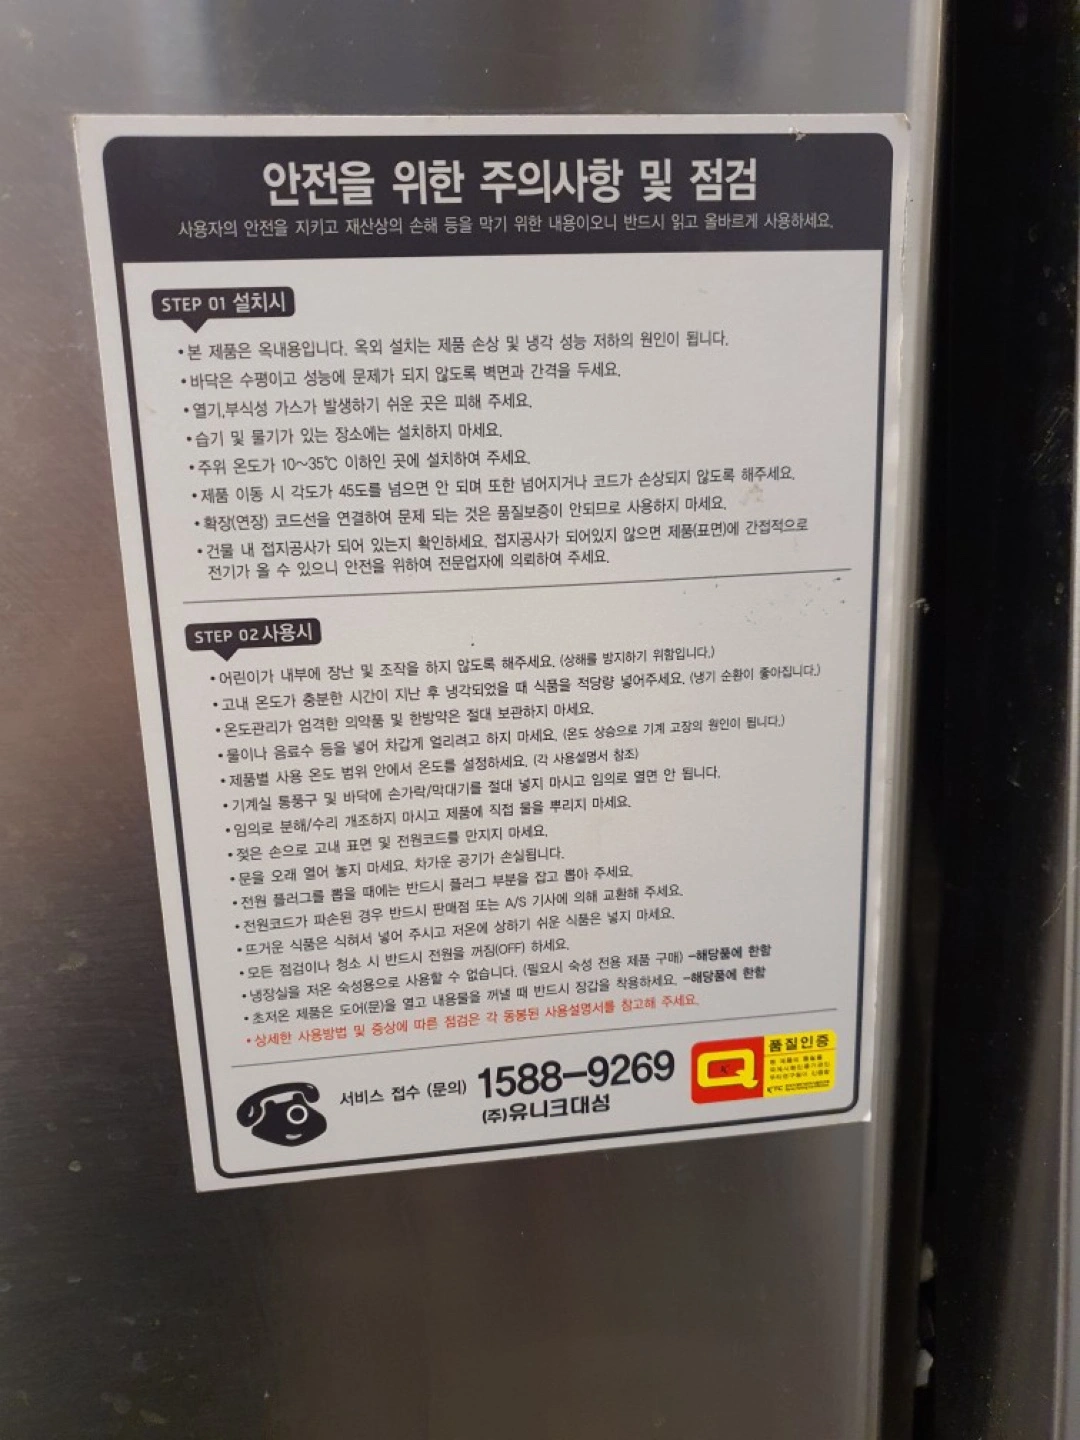 안전을 위한 주의사항 및 점검
사용자의 안전을 지키고 재산상의 손해 등을 막기 위한 내용이오니 반드시 읽고 올바르게 사용하세요.
STEP 01 설치시
•본 제품은 옥내용입니다. 옥외 설치는 제품 손상 및 냉각 성능 저하의 원인이 됩니다.
•바닥은 수평이고 성능에 문제가 되지 않도록 벽면과 간격을 두세요.
•열기,부식성 가스가 발생하기 쉬운 곳은 피해 주세요.
•습기 및 물기가 있는 장소에는 설치하지 마세요.
•주위 온도가 10~35℃ 이하인 곳에 설치하여 주세요.
•제품 이동 시 각도가 45도를 넘으면 안 되며 또한 넘어지거나 코드가 손상되지 않도록 해주세요.
•확장(연장) 코드선을 연결하여 문제 되는 것은 품질보증이 안되므로 사용하지 마세요.
•건물 내 접지공사가 되어 있는지 확인하세요. 접지공사가 되어있지 않으면 제품(표면)에 간접적으로
전기가 올 수 있으니 안전을 위하여 전문업자에 의뢰하여 주세요.
STEP 02 사용시
•어린이가 내부에 장난 및 조작을 하지 않도록 해주세요. (상해를 방지하기 위함입니다.)
•고내 온도가 충분한 시간이 지난 후 냉각되었을 때 식품을 적당량 넣어주세요. (냉기 순환이 좋아집니다.)
•온도관리가 엄격한 의약품 및 한방약은 절대 보관하지 마세요.
•물이나 음료수 등을 넣어 차갑게 얼리려고 하지 마세요. (온도 상승으로 기계 고장의 원인이 됩니다.)
•제품별 사용 온도 범위 안에서 온도를 설정하세요. (각 사용설명서 참조)
•기계실 통풍구 및 바닥에 손가락/막대기를 절대 넣지 마시고 임의로 열면 안 됩니다.
•임의로 분해/수리 개조하지 마시고 제품에 직접 물을 뿌리지 마세요.
•젖은 손으로 고내 표면 및 전원코드를 만지지 마세요.
•문을 오래 열어 놓지 마세요. 차가운 공기가 손실됩니다.
•전원 플러그를 뽑을 때에는 반드시 플러그 부분을 잡고 뽑아 주세요.
•전원코드가 파손된 경우 반드시 판매점 또는 A/S 기사에 의해 교환해 주세요.
•뜨거운 식품은 식혀서 넣어 주시고 저온에 상하기 쉬운 식품은 넣지 마세요.
•모든 점검이나 청소 시 반드시 전원을 꺼짐(OFF) 하세요.
•냉장실을 저온 숙성용으로 사용할 수 없습니다. (필요시 숙성 전용 제품 구매) -해당품에 한함
•초저온 제품은 도어(문)을 열고 내용물을 꺼낼 때 반드시 장갑을 착용하세요. -해당품에 한함
•상세한 사용방법 및 증상에 따른 점검은 각 동봉된 사용설명서를 참고해 주세요.
서비스 접수 (문의) 1588-9269
(주)유니크대성
품질인증
KTC